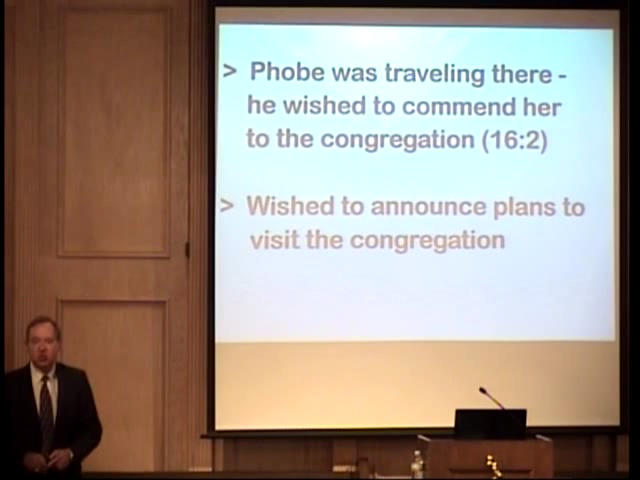 > Phobe was traveling there -
he wished to commend her
to the congregation (16:2)
> Wished to announce plans to
visit the congregation